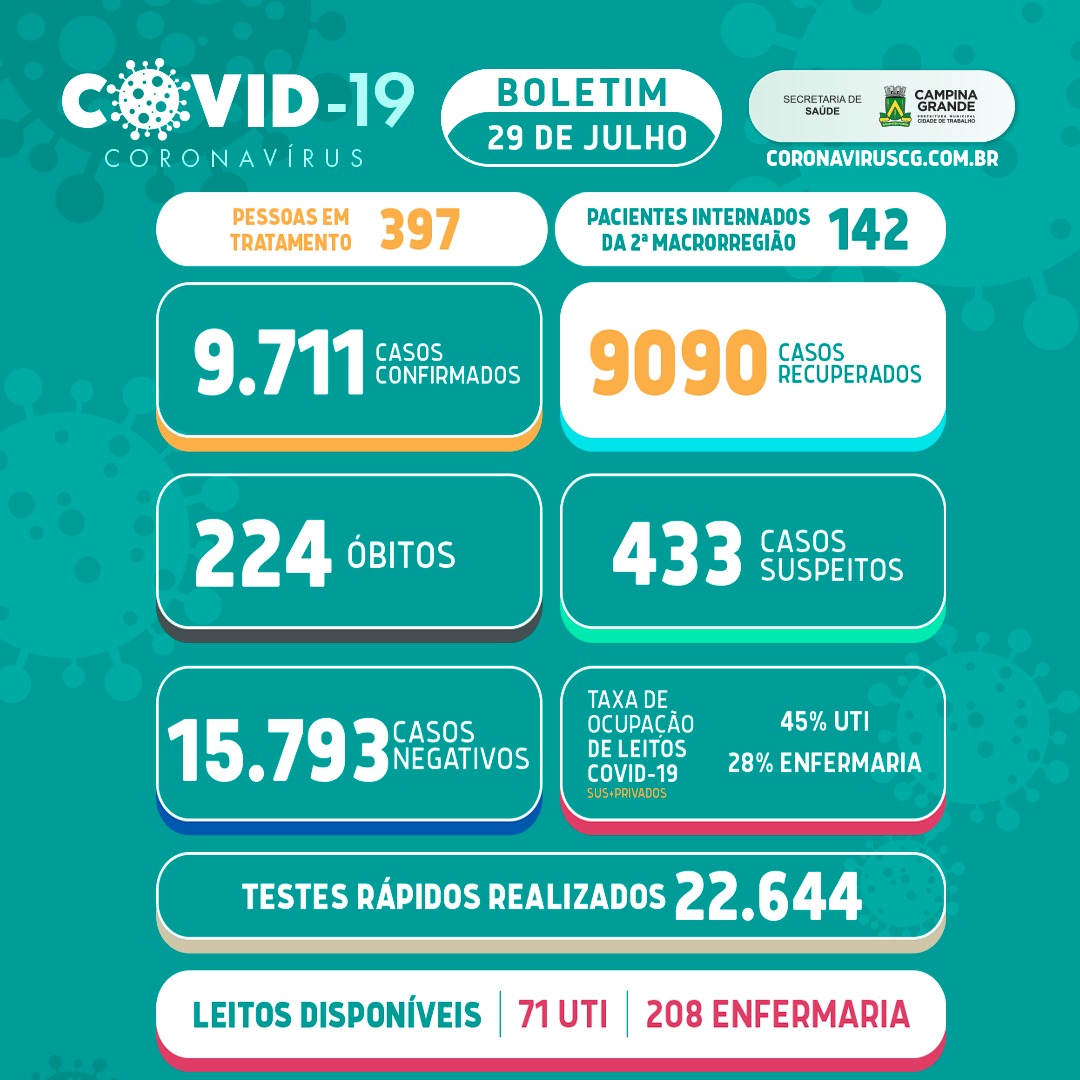 COVID-19
CORONAVÍRUS
BOLETIM
29 DE JULHO
SECRETARIA DE
SAÚDE
CAMPINA
GRANDE
PREFEITURA MUNICIPAL
CIDADE DE TRABALHO
CORONAVIRUSCG.COM.BR
PESSOAS EM
TRATAMENTO 397
PACIENTES INTERNADOS
DA 2ª MACRORREGIÃO 142
9.711 CASOS
CONFIRMADOS
9090 CASOS
RECUPERADOS
224 ÓBITOS
433 CASOS
SUSPEITOS
15.793 CASOS
NEGATIVOS
TAXA DE
OCUPAÇÃO
DE LEITOS
COVID-19
SUS+PRIVADOS
45% UTI
28% ENFERMARIA
TESTES RÁPIDOS REALIZADOS 22.644
LEITOS DISPONÍVEIS 71 UTI 208 ENFERMARIA